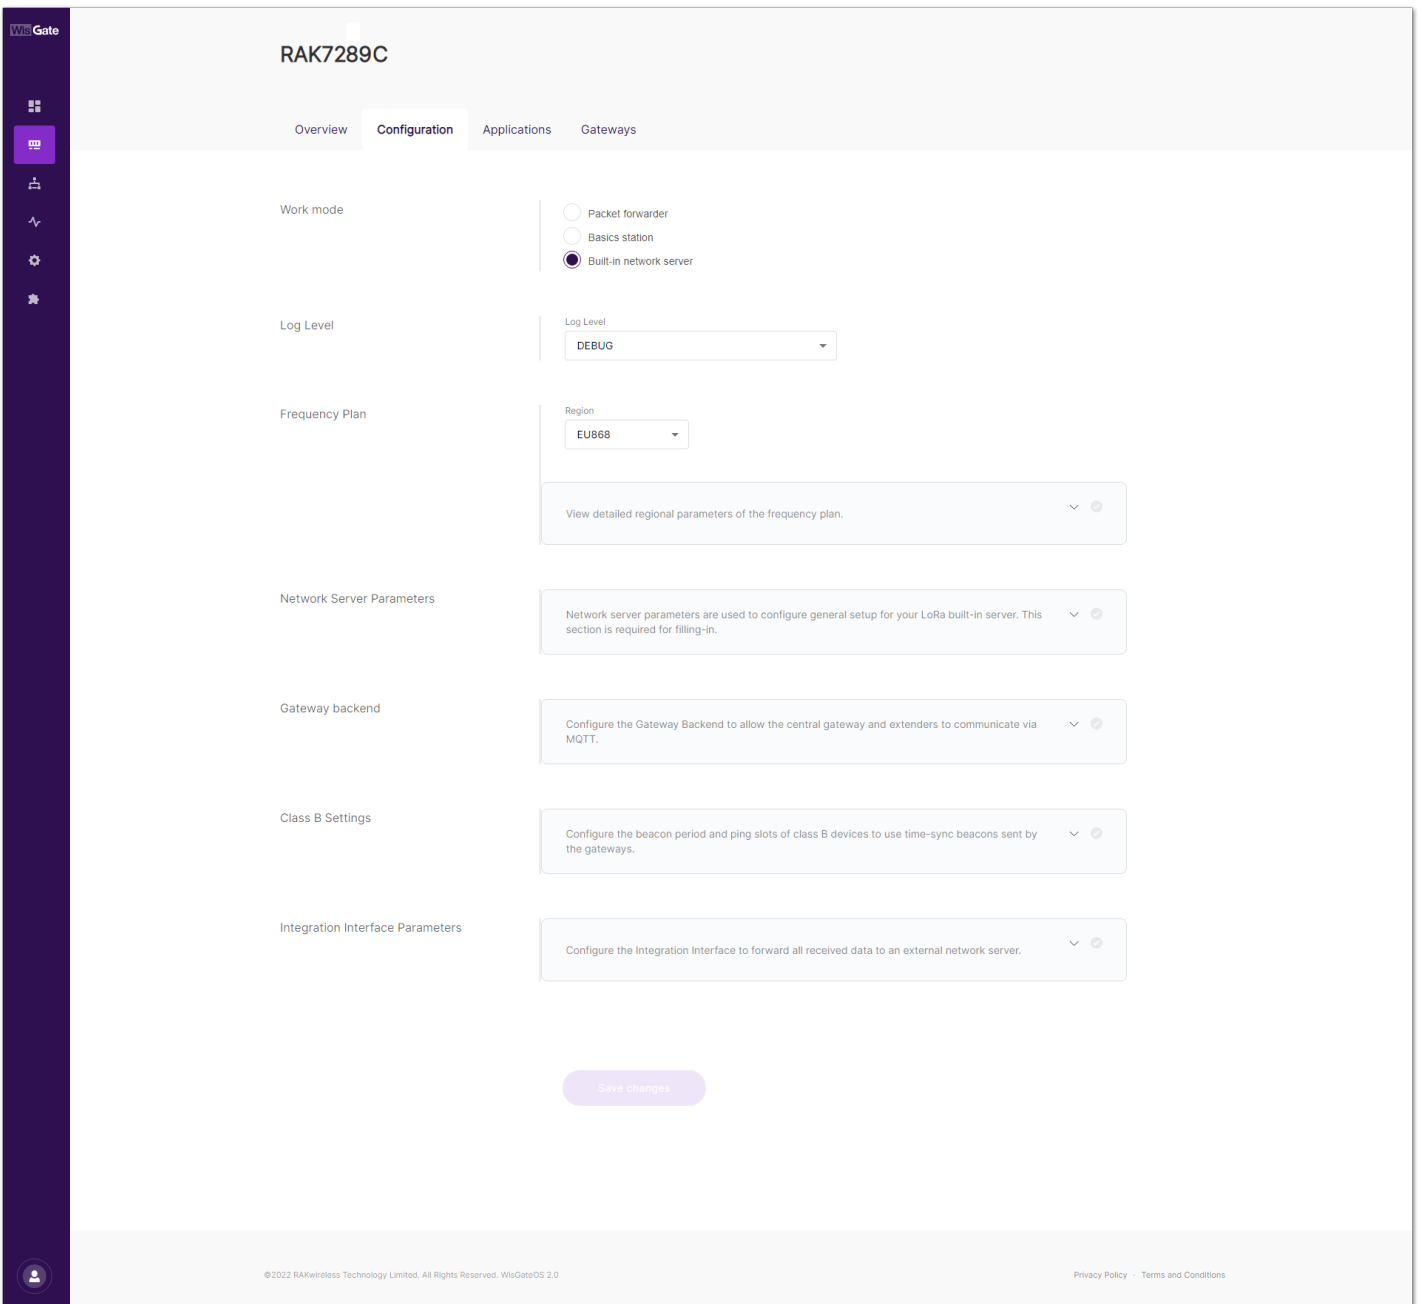 WisGate
RAK7289C
Overview
Configuration
Applications
Gateways
Work mode
Packet forwarder
Basics station
Built-in network server
Log Level
Log Level
DEBUG
Frequency Plan
Region
EU868
View detailed regional parameters of the frequency plan.
Network Server Parameters
Network server parameters are used to configure general setup for your LoRa built-in server. This
section is required for filling-in.
Gateway backend
Configure the Gateway Backend to allow the central gateway and extenders to communicate via
MQTT.
Class B Settings
Configure the beacon period and ping slots of class B devices to use time-sync beacons sent by
the gateways.
Integration Interface Parameters
Configure the Integration Interface to forward all received data to an external network server.
Save changes
©2022 RAKwireless Technology Limited. All Rights Reserved. WisGateOS 2.0
Privacy Policy · Terms and Conditions